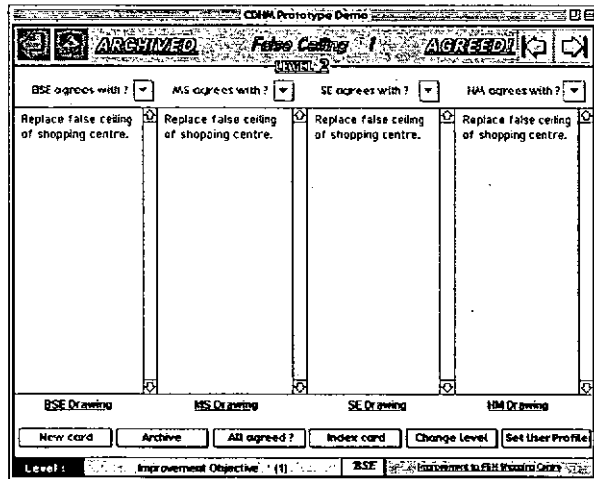 CDHM Prototype Demo
ARCHIVED False Ceiling 1 AGREED!
LEVEL 2
BSE agrees with ? MS agrees with ? SE agrees with ? HM agrees with ?
Replace false ceiling
of shopping centre.
Replace false ceiling
of shopping centre.
Replace false ceiling
of shopping centre.
Replace false ceiling
of shopping centre.
BSE Drawing MS Drawing SE Drawing HM Drawing
New card Archive All agreed ? Index card Change level Set User Profile
Level : Improvement Objective (1) BSE Improvement to